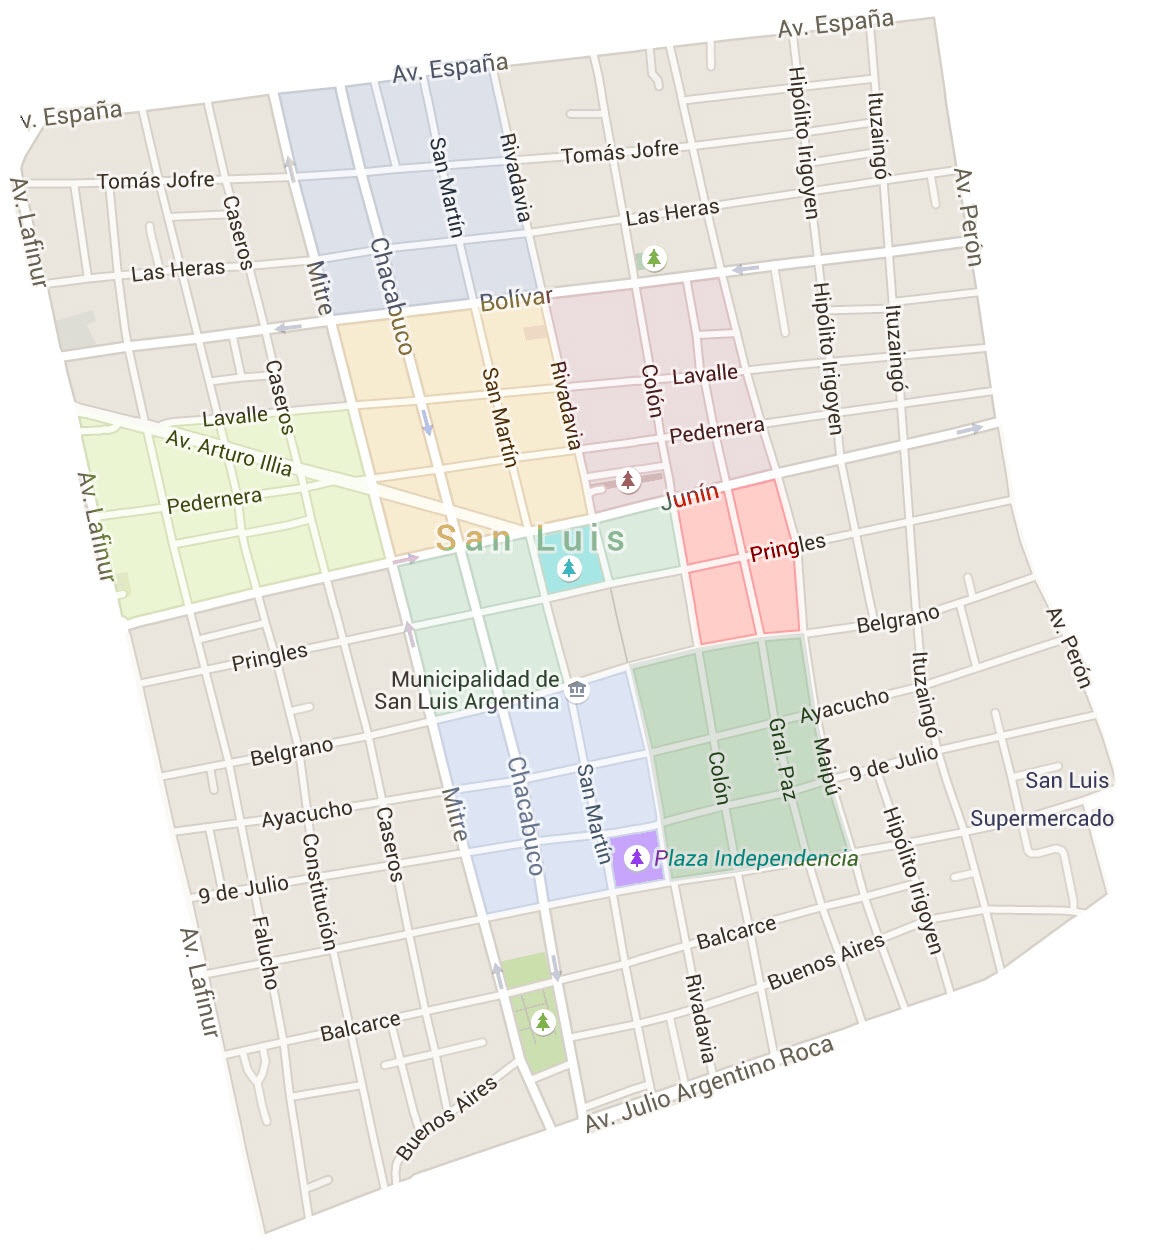 Av. España
Av. España
v. España
Tomás Jofre
Tomás Jofre
Hipólito Irigoyen
Ituzaingó
Rivadavia
San Martín
Av. Lafinur
Caseros
Las Heras
Av. Perón
Las Heras
Mitre
Chacabuco
Bolívar
Hipólito Irigoyen
Ituzaingó
Caseros
San Martín
Rivadavia
Colón
Lavalle
Lavalle
Pedernera
Av. Arturo Illia
Pedernera
Av. Lafinur
Junín
San Luis
Pringles
Belgrano
Av. Perón
Pringles
Municipalidad de
San Luis Argentina
Ituzaingó
Ayacucho
Belgrano
Gral. Paz
Maipú
Colón
9 de Julio
San Luis
Supermercado
Chacabuco
San Martín
Mitre
Ayacucho
Caseros
Hipólito Irigoyen
Constitución
Plaza Independencia
9 de Julio
Falucho
Av. Lafinur
Balcarce
Buenos Aires
Rivadavia
Balcarce
Buenos Aires
Av. Julio Argentino Roca